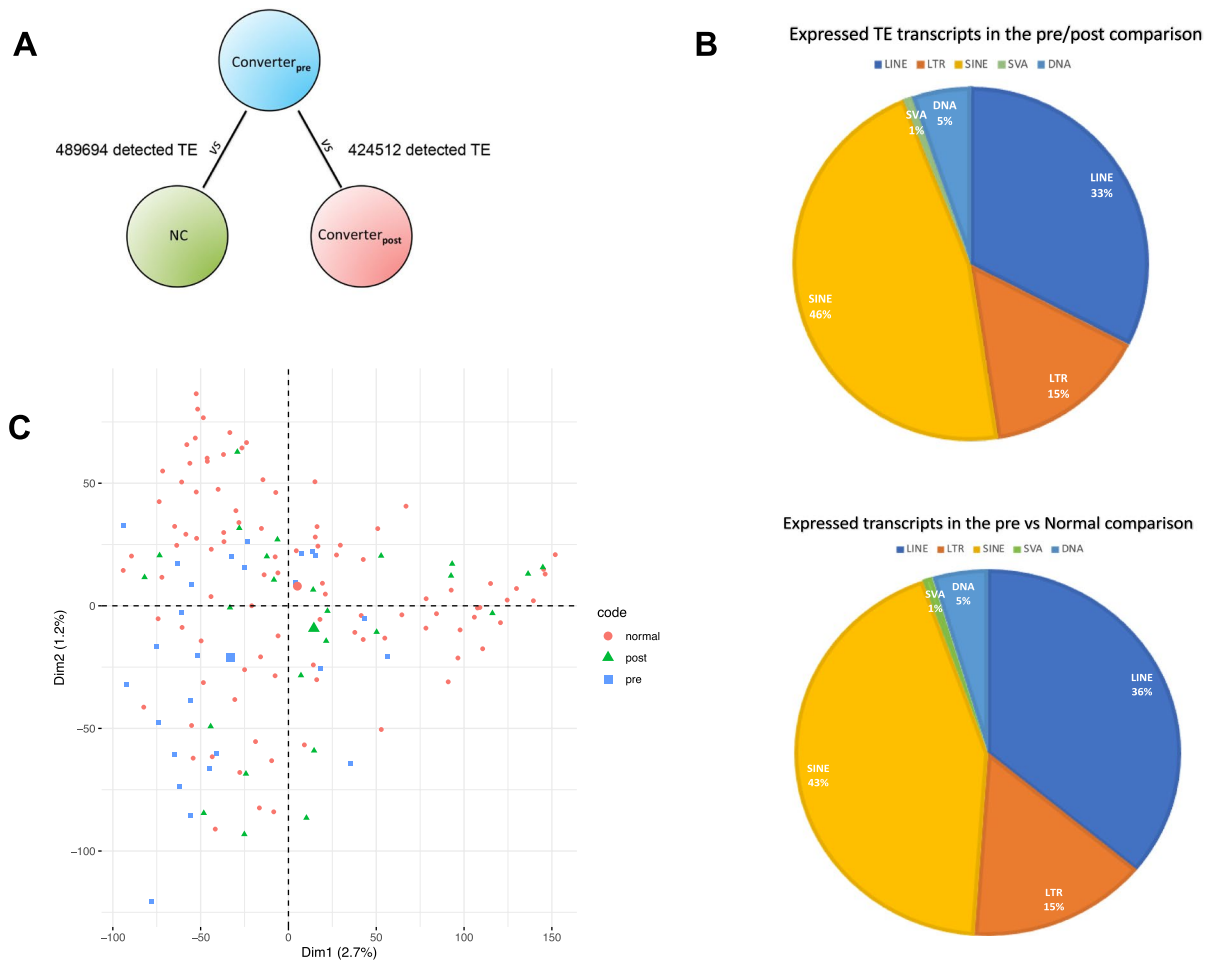 A
Converterpre
489694 detected TE
vs
vs
424512 detected TE
NC
Converterpost
B
Expressed TE transcripts in the pre/post comparison
LINE LTR SINE SVA DNA
DNA
5%
SVA
1%
LINE
33%
SINE
46%
LTR
15%
Expressed transcripts in the pre vs Normal comparison
LINE LTR SINE SVA DNA
DNA
5%
SVA
1%
LINE
36%
SINE
43%
LTR
15%
C
50
0
−50
−100
Dim2 (1.2%)
−100 −50 0 50 100 150
Dim1 (2.7%)
code
normal
post
pre